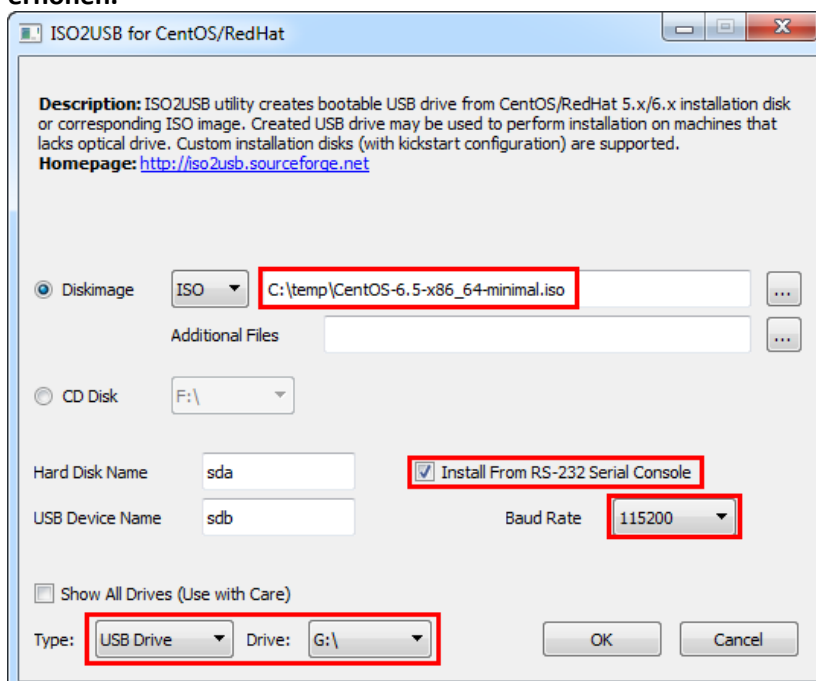 erhöhen.
ISO2USB for CentOS/RedHat
Description: ISO2USB utility creates bootable USB drive from CentOS/RedHat 5.x/6.x installation disk
or corresponding ISO image. Created USB drive may be used to perform installation on machines that
lacks optical drive. Custom installation disks (with kickstart configuration) are supported.
Homepage: http://iso2usb.sourceforge.net
Diskimage ISO C:\temp\CentOS-6.5-x86_64-minimal.iso ...
Additional Files ...
CD Disk F:\
Hard Disk Name sda Install From RS-232 Serial Console
USB Device Name sdb Baud Rate 115200
Show All Drives (Use with Care)
Type: USB Drive Drive: G:\ OK Cancel